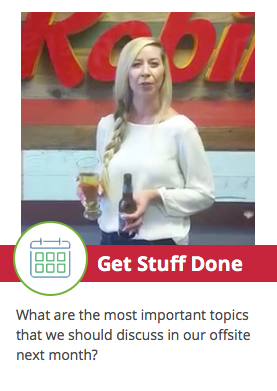 Robi
Get Stuff Done
What are the most important topics
that we should discuss in our offsite
next month?